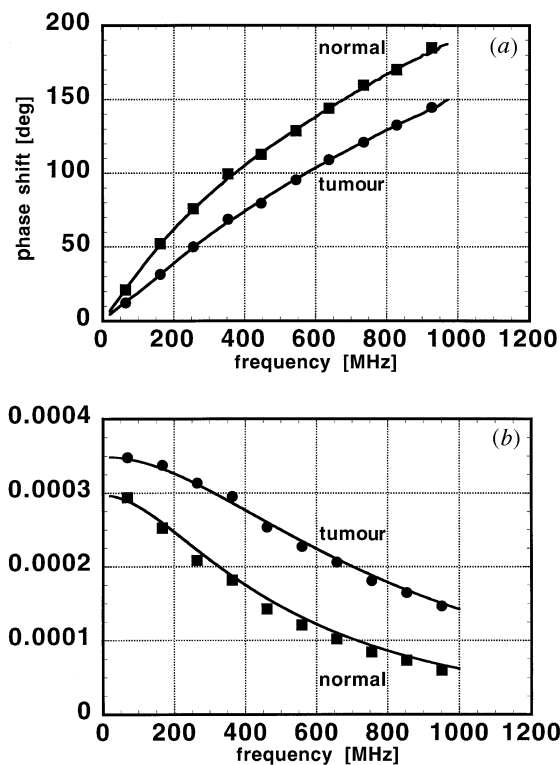 200
(a)
normal
150
100
tumour
50
0
phase shift [deg]
0 200 400 600 800 1000 1200
frequency [MHz]
0.0004
(b)
0.0003
tumour
0.0002
0.0001
normal
0
0 200 400 600 800 1000 1200
frequency [MHz]